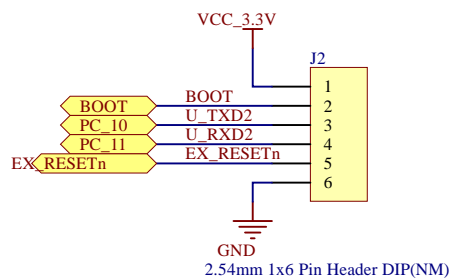 VCC_3.3V
J2
1
BOOT BOOT 2
PC_10 U_TXD2 3
PC_11 U_RXD2 4
EX_RESETn EX_RESETn 5
6
GND
2.54mm 1x6 Pin Header DIP(NM)